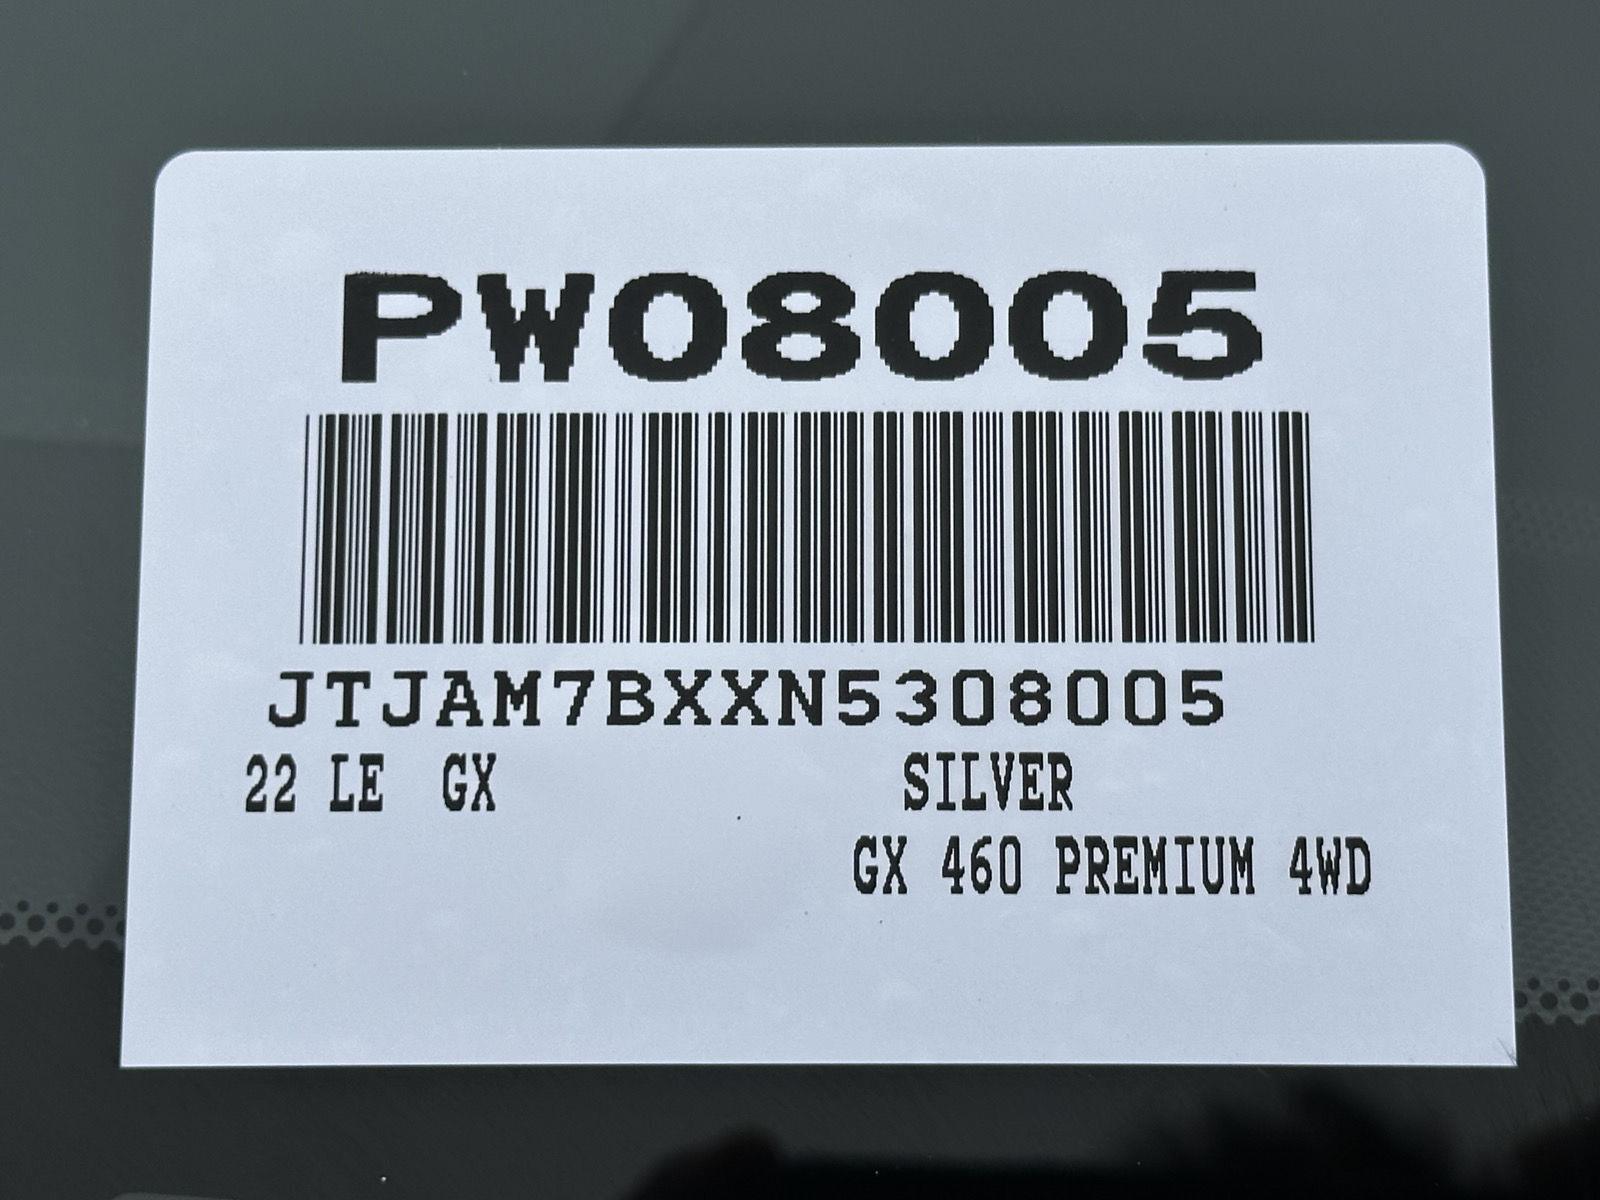 PW08005
JTJAM7BXXN5308005
22 LE GX SILVER
GX 460 PREMIUM 4WD